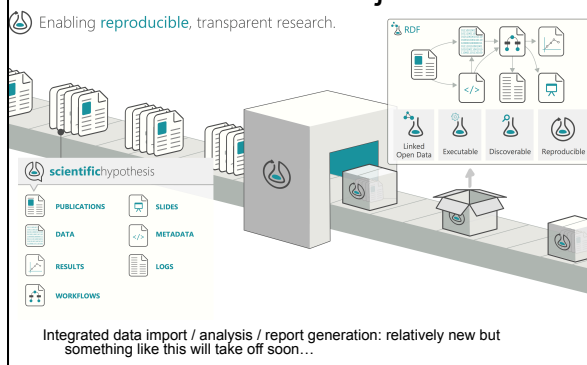 Enabling reproducible, transparent research.
RDF
</>
Linked
Open Data
Executable
Discoverable
Reproducible
scientifichypothesis
PUBLICATIONS
SLIDES
DATA
</>
METADATA
RESULTS
LOGS
WORKFLOWS
Integrated data import / analysis / report generation: relatively new but
something like this will take off soon…